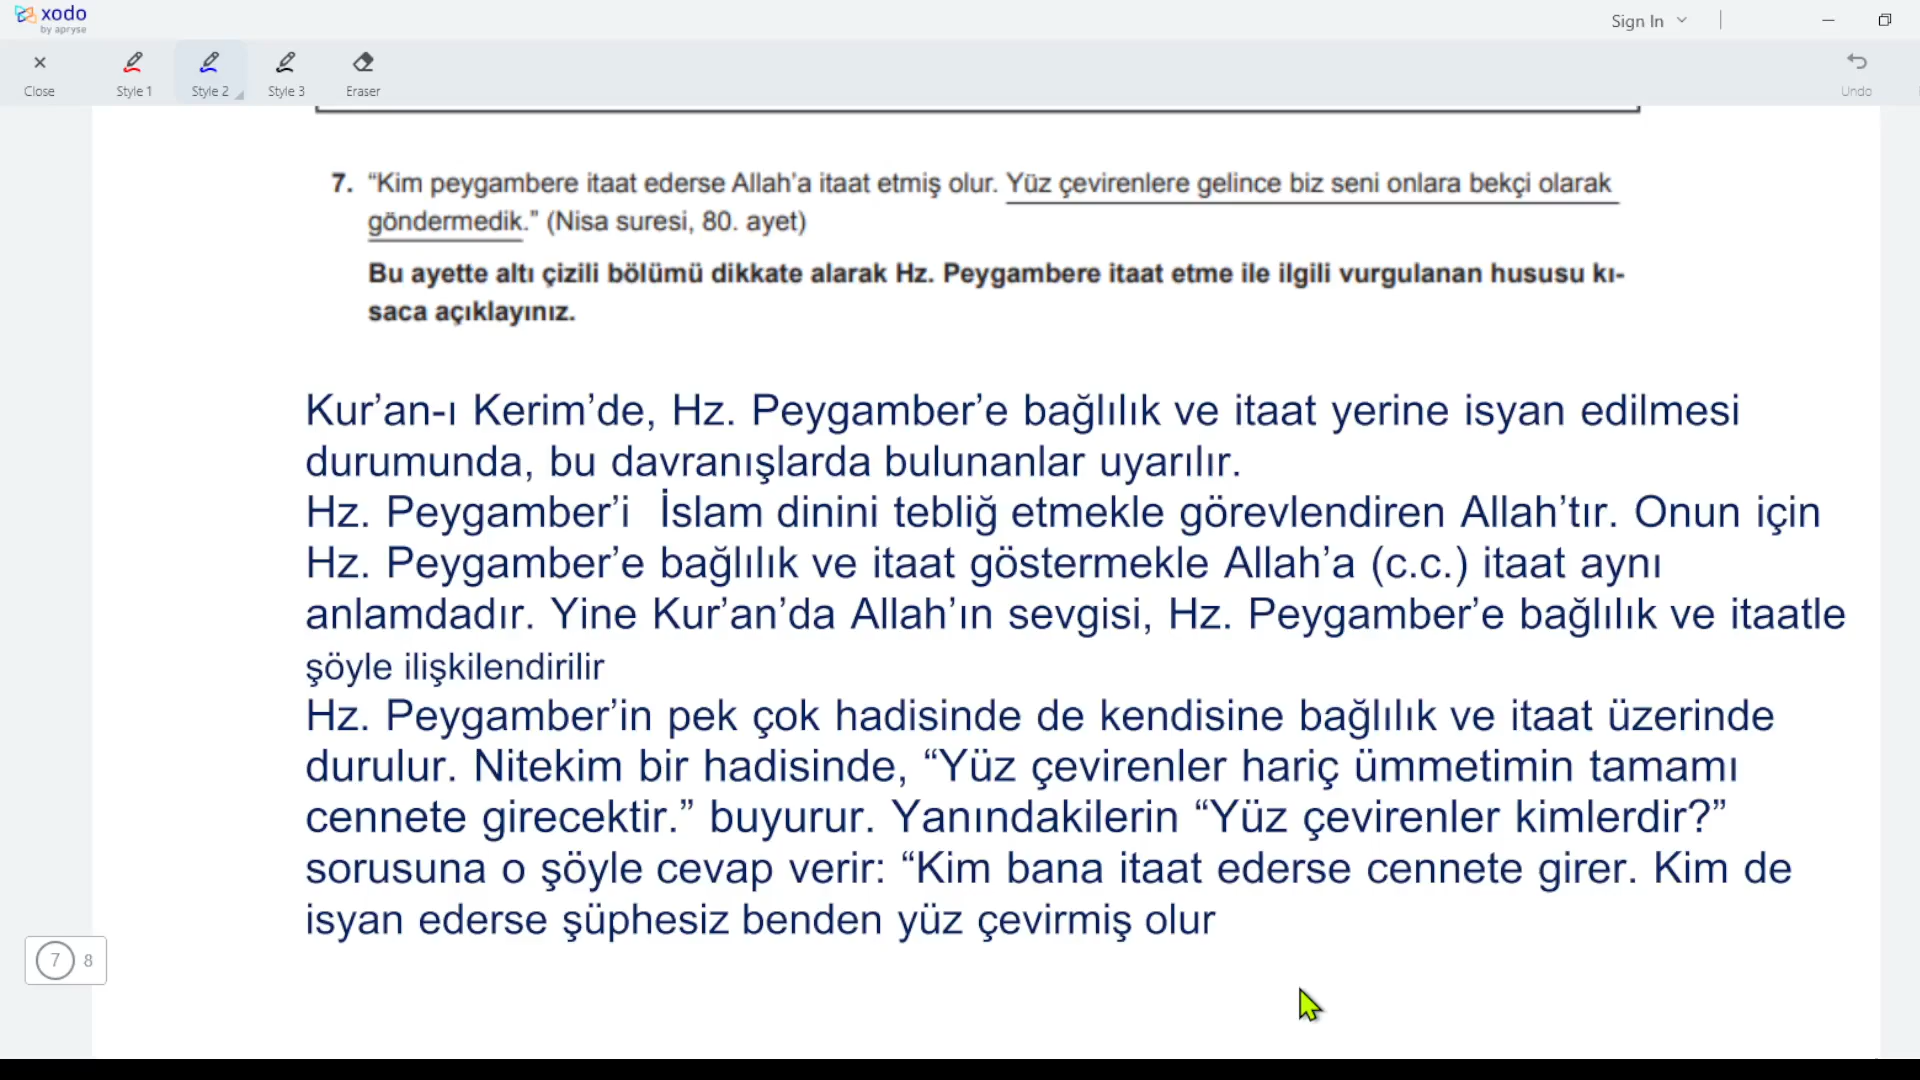 xodo
by apryse
Sign In
Close
Style 1
Style 2
Style 3
Eraser
Undo
7. “Kim peygambere itaat ederse Allah’a itaat etmiş olur. Yüz çevirenlere gelince biz seni onlara bekçi olarak
göndermedik.” (Nisa suresi, 80. ayet)
Bu ayette altı çizili bölümü dikkate alarak Hz. Peygambere itaat etme ile ilgili vurgulanan hususu kı-
saca açıklayınız.
Kur’an-ı Kerim’de, Hz. Peygamber’e bağlılık ve itaat yerine isyan edilmesi
durumunda, bu davranışlarda bulunanlar uyarılır.
Hz. Peygamber’i İslam dinini tebliğ etmekle görevlendiren Allah’tır. Onun için
Hz. Peygamber’e bağlılık ve itaat göstermekle Allah’a (c.c.) itaat aynı
anlamdadır. Yine Kur’an’da Allah’ın sevgisi, Hz. Peygamber’e bağlılık ve itaatle
şöyle ilişkilendirilir
Hz. Peygamber’in pek çok hadisinde de kendisine bağlılık ve itaat üzerinde
durulur. Nitekim bir hadisinde, “Yüz çevirenler hariç ümmetimin tamamı
cennete girecektir.” buyurur. Yanındakilerin “Yüz çevirenler kimlerdir?”
sorusuna o şöyle cevap verir: “Kim bana itaat ederse cennete girer. Kim de
isyan ederse şüphesiz benden yüz çevirmiş olur
7 8